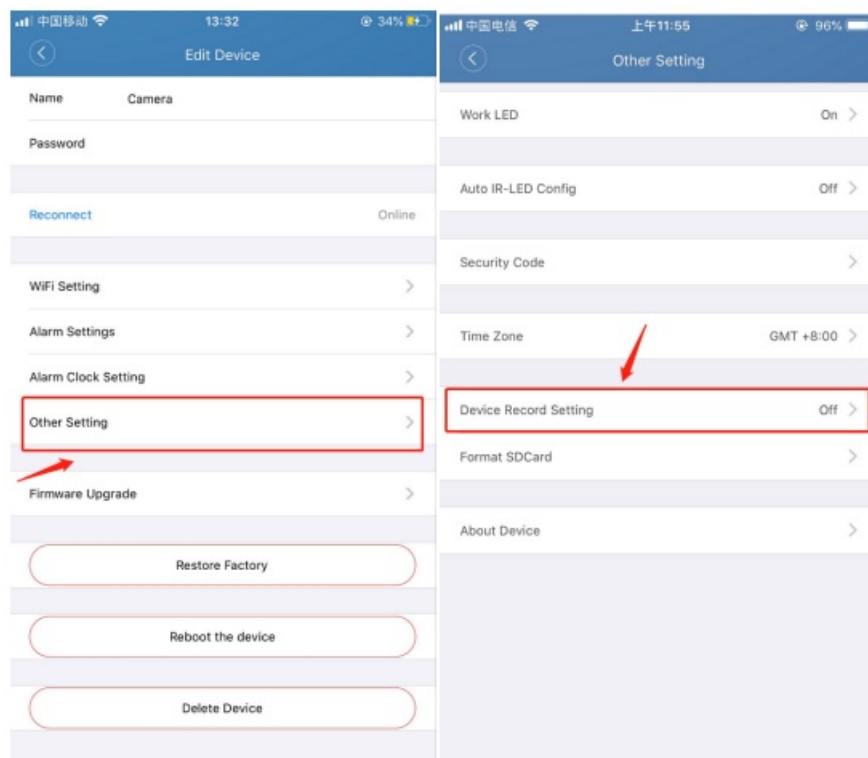 中国移动 13:32 34%
Edit Device
Name Camera
Password
Reconnect Online
WiFi Setting
Alarm Settings
Alarm Clock Setting
Other Setting
Firmware Upgrade
Restore Factory
Reboot the device
Delete Device
中国电信 上午11:55 96%
Other Setting
Work LED On
Auto IR-LED Config Off
Security Code
Time Zone GMT +8:00
Device Record Setting Off
Format SDCard
About Device